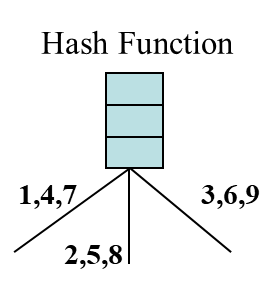 Hash Function
1,4,7
3,6,9
2,5,8